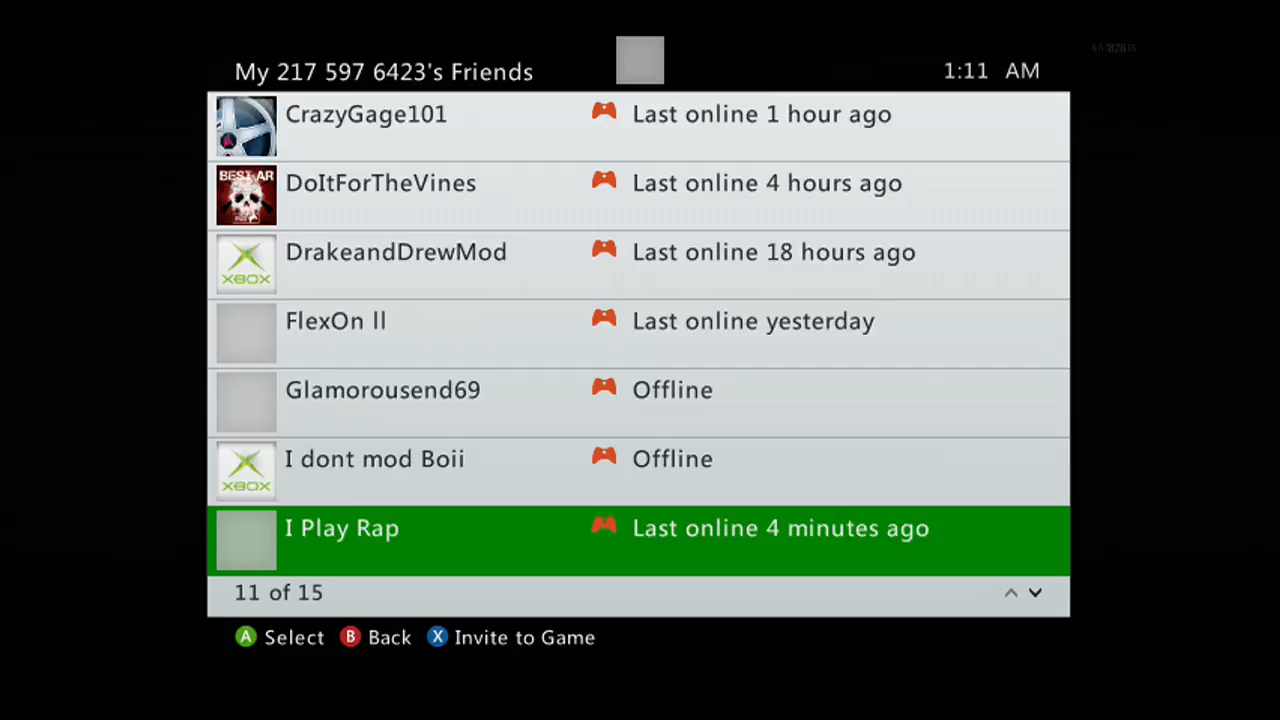 My 217 597 6423's Friends
1:11 AM
CrazyGage101 Last online 1 hour ago
BEST AR
DoItForTheVines Last online 4 hours ago
XBOX
DrakeandDrewMod Last online 18 hours ago
FlexOn ll Last online yesterday
Glamorousend69 Offline
XBOX
I dont mod Boii Offline
I Play Rap Last online 4 minutes ago
11 of 15
A Select B Back X Invite to Game